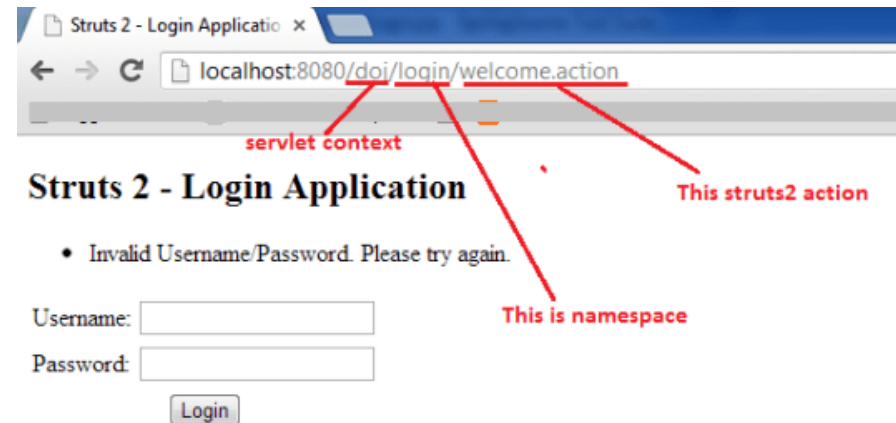 Struts 2 - Login Applicatio ×
localhost:8080/doj/login/welcome.action
servlet context
Struts 2 - Login Application
This struts2 action
• Invalid Username/Password. Please try again.
Username:
This is namespace
Password:
Login